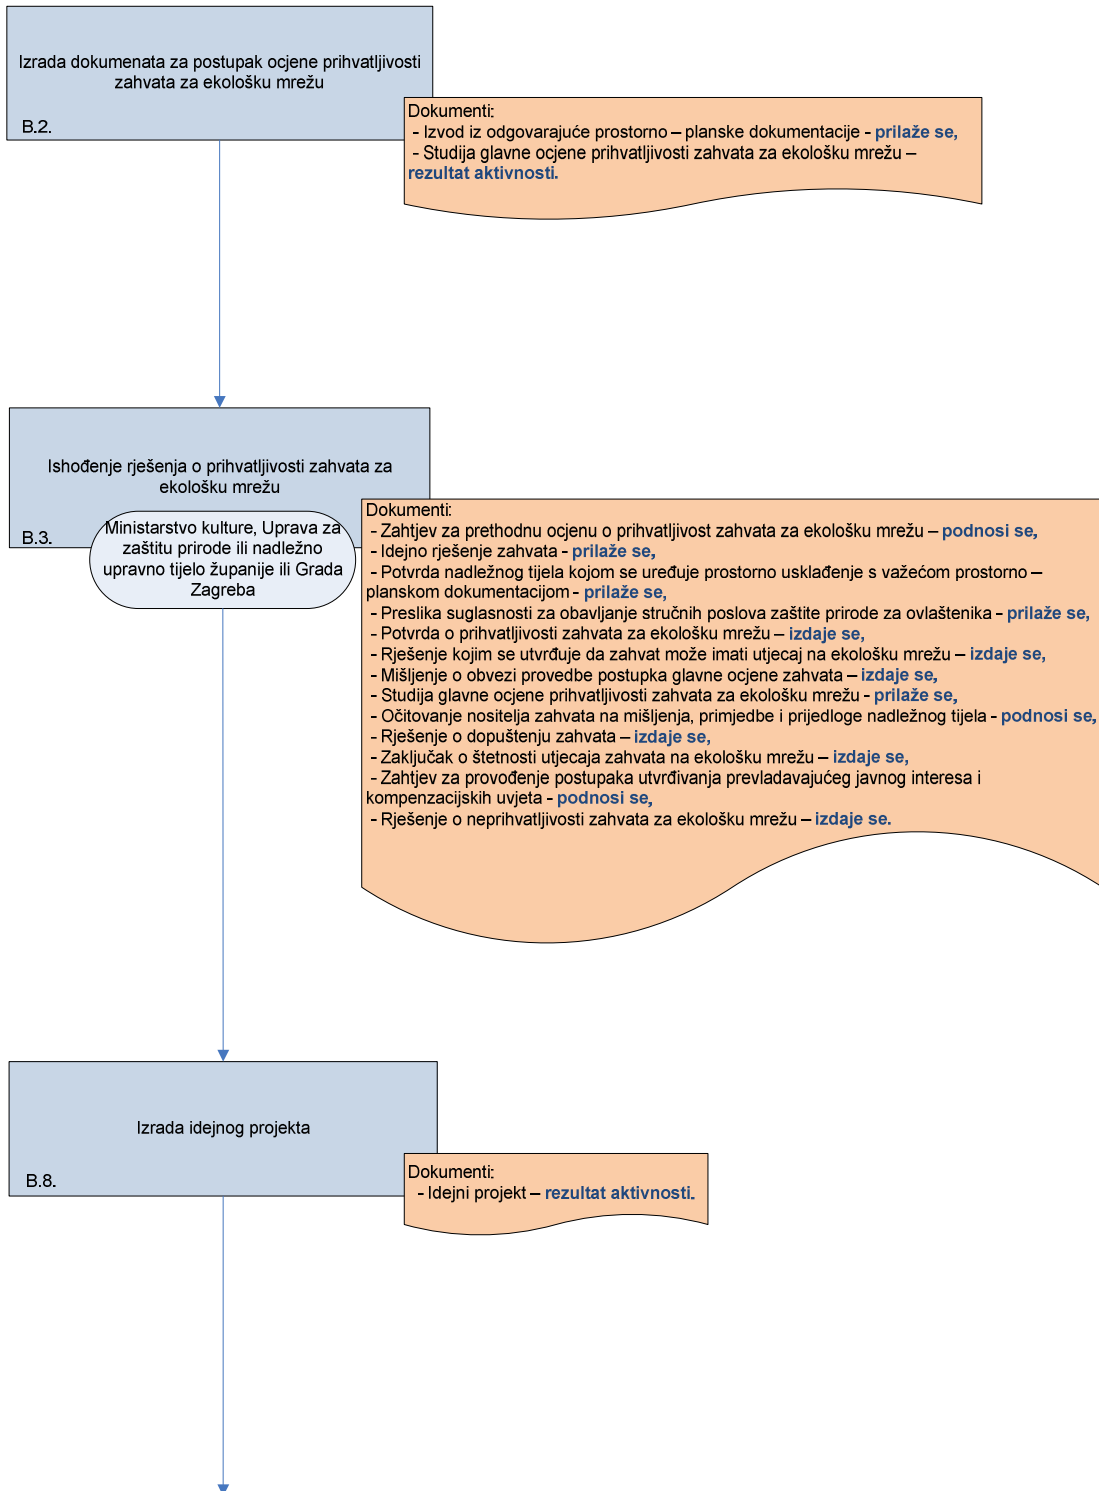 Izrada dokumenata za postupak ocjene prihvatljivosti
zahvata za ekološku mrežu
B.2.
Dokumenti:
- Izvod iz odgovarajuće prostorno – planske dokumentacije - prilaže se,
- Studija glavne ocjene prihvatljivosti zahvata za ekološku mrežu –
rezultat aktivnosti.
Ishođenje rješenja o prihvatljivosti zahvata za
ekološku mrežu
B.3.
Ministarstvo kulture, Uprava za
zaštitu prirode ili nadležno
upravno tijelo županije ili Grada
Zagreba
Dokumenti:
- Zahtjev za prethodnu ocjenu o prihvatljivost zahvata za ekološku mrežu – podnosi se,
- Idejno rješenje zahvata - prilaže se,
- Potvrda nadležnog tijela kojom se uređuje prostorno usklađenje s važećom prostorno –
planskom dokumentacijom - prilaže se,
- Preslika suglasnosti za obavljanje stručnih poslova zaštite prirode za ovlaštenika - prilaže se,
- Potvrda o prihvatljivosti zahvata za ekološku mrežu – izdaje se,
- Rješenje kojim se utvrđuje da zahvat može imati utjecaj na ekološku mrežu – izdaje se,
- Mišljenje o obvezi provedbe postupka glavne ocjene zahvata – izdaje se,
- Studija glavne ocjene prihvatljivosti zahvata za ekološku mrežu - prilaže se,
- Očitovanje nositelja zahvata na mišljenja, primjedbe i prijedloge nadležnog tijela - podnosi se,
- Rješenje o dopuštenju zahvata – izdaje se,
- Zaključak o štetnosti utjecaja zahvata na ekološku mrežu – izdaje se,
- Zahtjev za provođenje postupaka utvrđivanja prevladavajućeg javnog interesa i
kompenzacijskih uvjeta - podnosi se,
- Rješenje o neprihvatljivosti zahvata za ekološku mrežu – izdaje se.
Izrada idejnog projekta
B.8.
Dokumenti:
- Idejni projekt – rezultat aktivnosti.